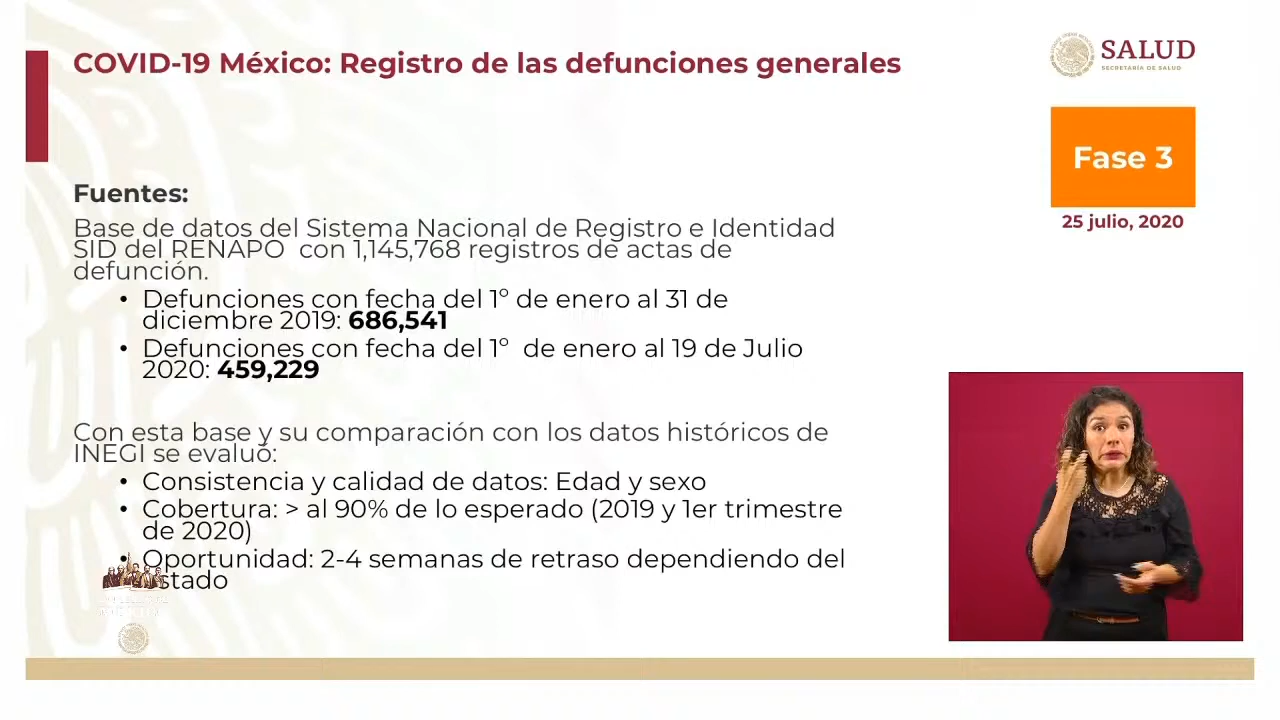 COVID-19 México: Registro de las defunciones generales
SALUD
SECRETARÍA DE SALUD
Fase 3
25 julio, 2020
Fuentes:
Base de datos del Sistema Nacional de Registro e Identidad
SID del RENAPO con 1,145,768 registros de actas de
defunción.
• Defunciones con fecha del 1º de enero al 31 de
diciembre 2019: 686,541
• Defunciones con fecha del 1º de enero al 19 de Julio
2020: 459,229
Con esta base y su comparación con los datos históricos de
INEGI se evaluó:
• Consistencia y calidad de datos: Edad y sexo
• Cobertura: > al 90% de lo esperado (2019 y 1er trimestre
de 2020)
• Oportunidad: 2-4 semanas de retraso dependiendo del
stado